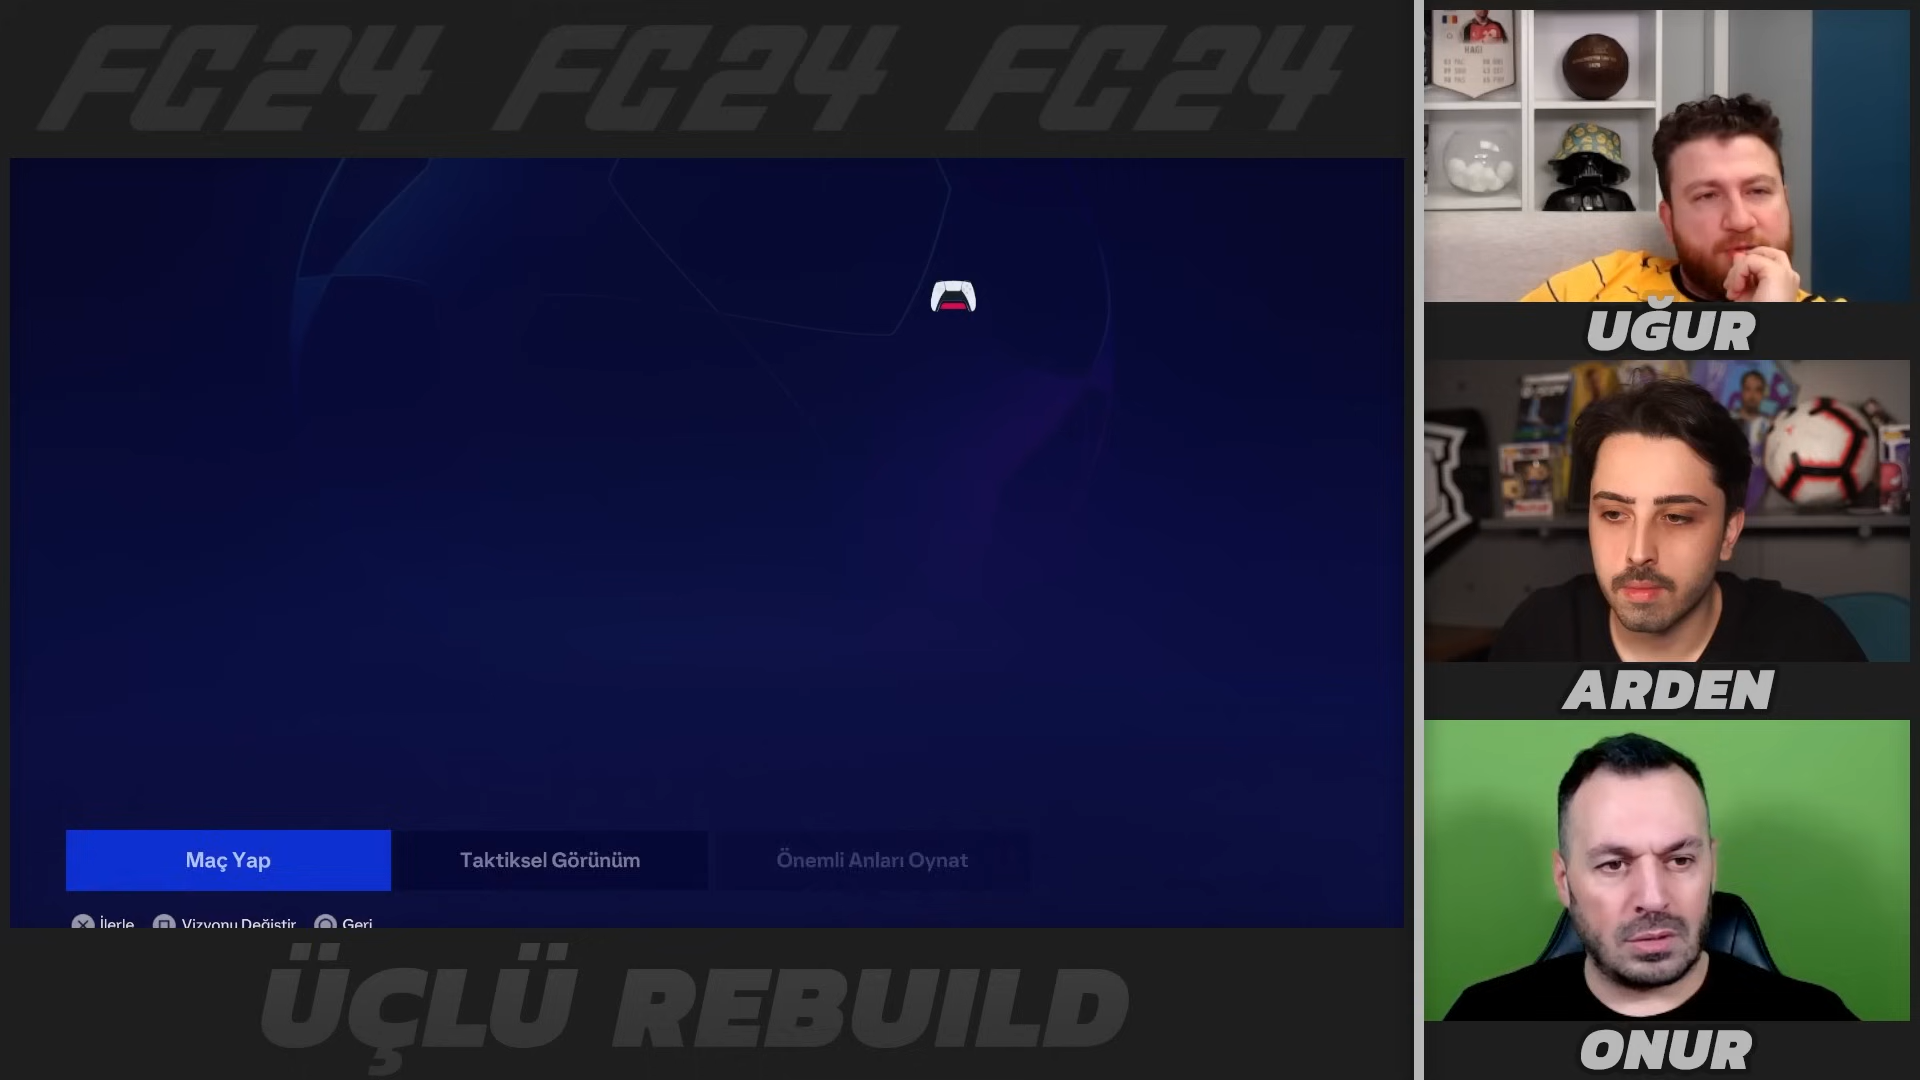 FC24 FC24 FC24
HAGI
UĞUR
ARDEN
Maç Yap
Taktiksel Görünüm
Önemli Anları Oynat
İlerle
Vizyonu Değiştir
Geri
ÜÇLÜ REBUILD
ONUR